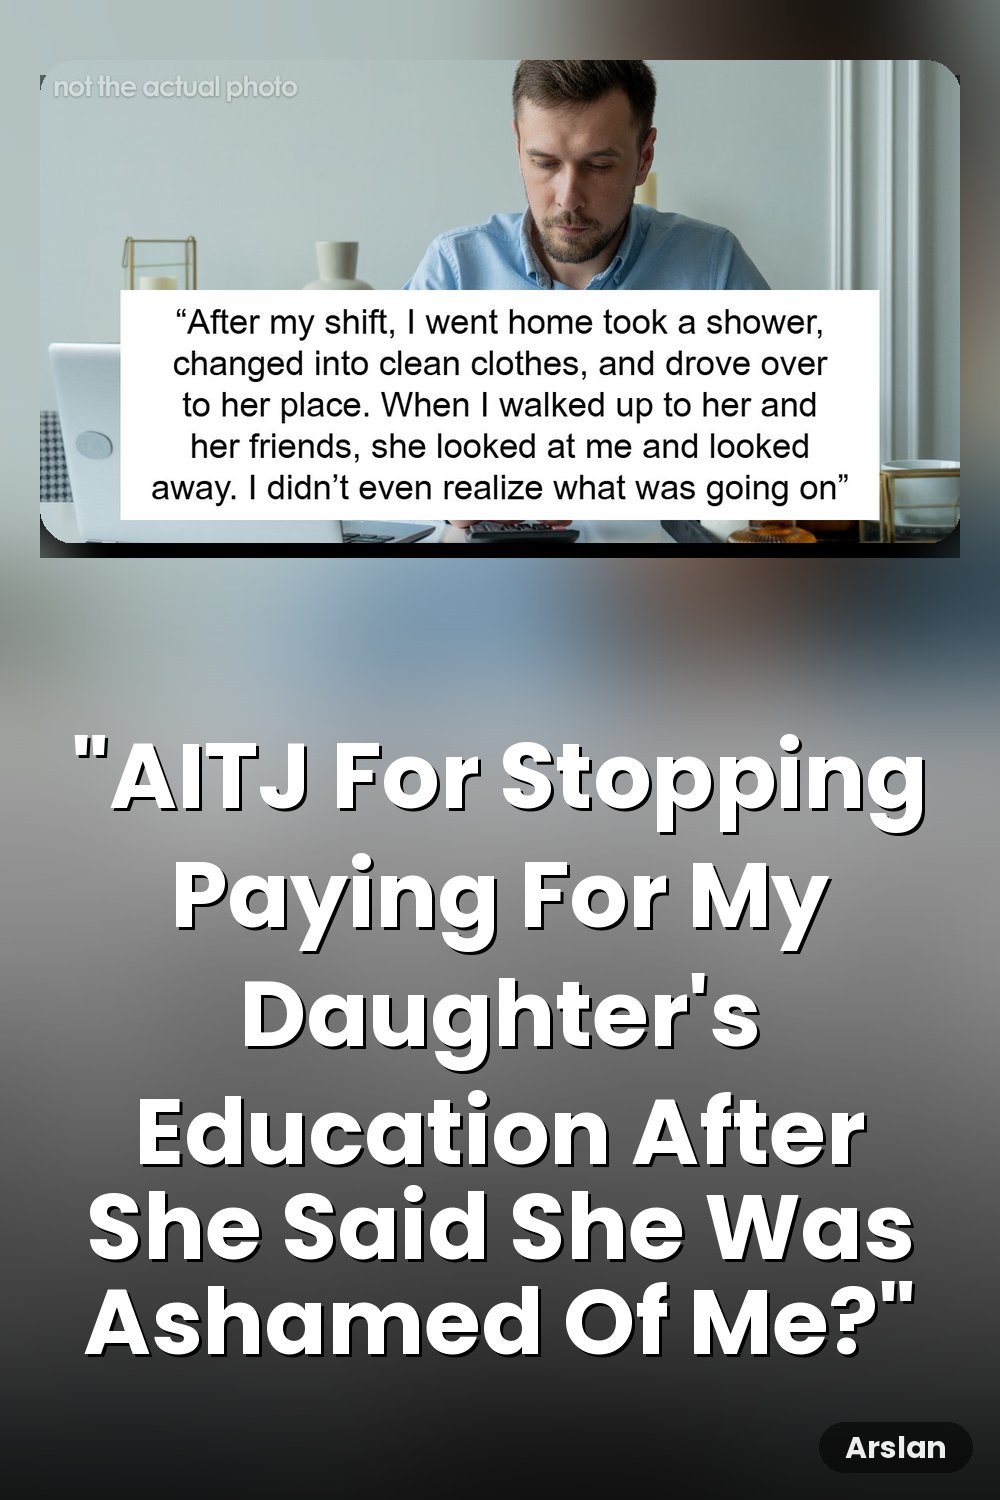 not the actual photo
“After my shift, I went home took a shower,
changed into clean clothes, and drove over
to her place. When I walked up to her and
her friends, she looked at me and looked
away. I didn’t even realize what was going on”
"AITJ For Stopping
Paying For My
Daughter's
Education After
She Said She Was
Ashamed Of Me?"
Arslan